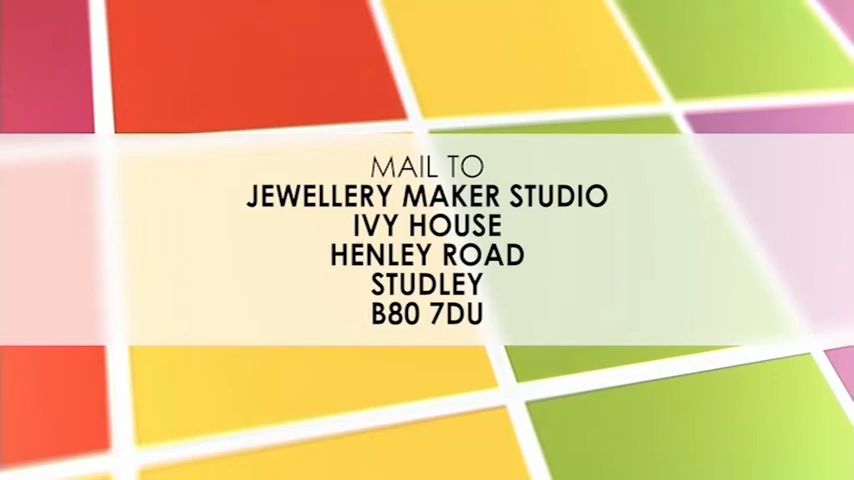 MAIL TO
JEWELLERY MAKER STUDIO
IVY HOUSE
HENLEY ROAD
STUDLEY
B80 7DU